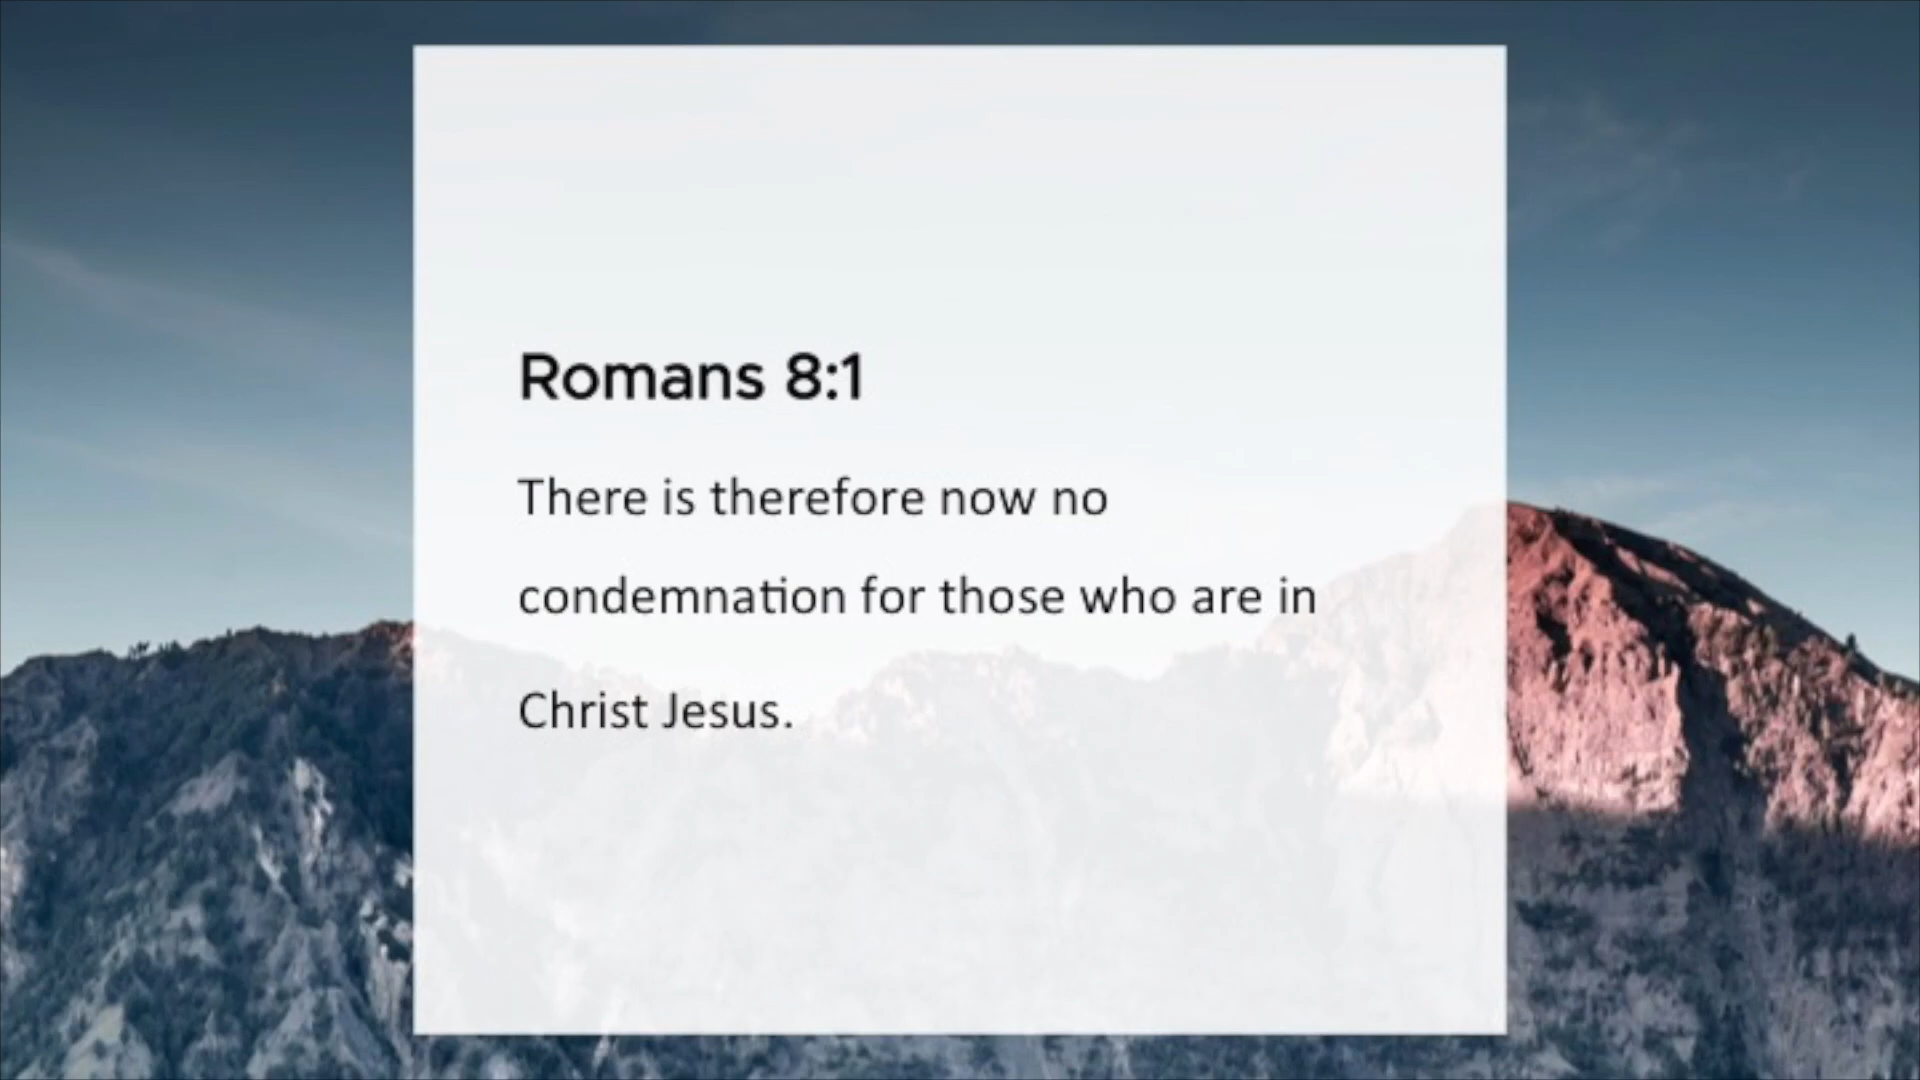 Romans 8:1
There is therefore now no
condemnation for those who are in
Christ Jesus.